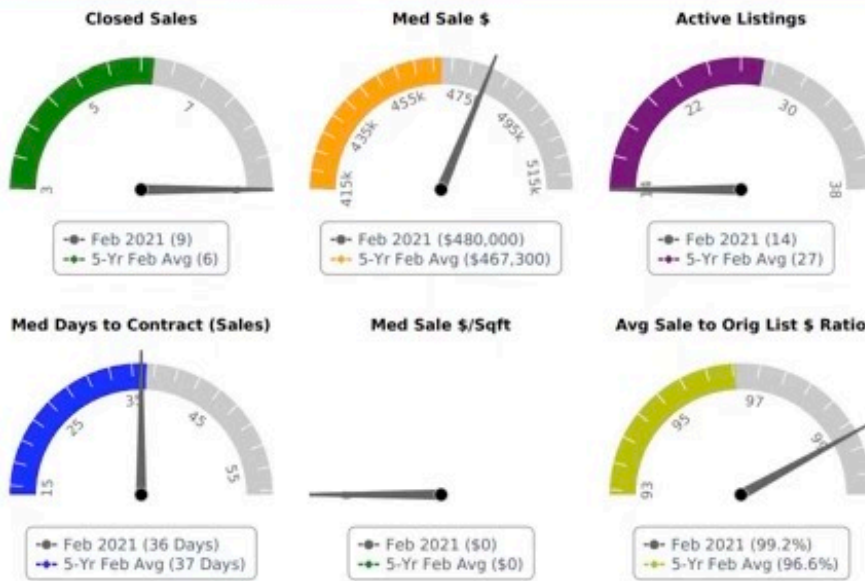 Closed Sales
3
5
7
Feb 2021 (9)
5-Yr Feb Avg (6)
Med Sale $
415k
435k
455k
475k
495k
515k
Feb 2021 ($480,000)
5-Yr Feb Avg ($467,300)
Active Listings
22
30
38
Feb 2021 (14)
5-Yr Feb Avg (27)
Med Days to Contract (Sales)
15
25
35
45
55
Feb 2021 (36 Days)
5-Yr Feb Avg (37 Days)
Med Sale $/Sqft
Feb 2021 ($0)
5-Yr Feb Avg ($0)
Avg Sale to Orig List $ Ratio
93
95
97
Feb 2021 (99.2%)
5-Yr Feb Avg (96.6%)